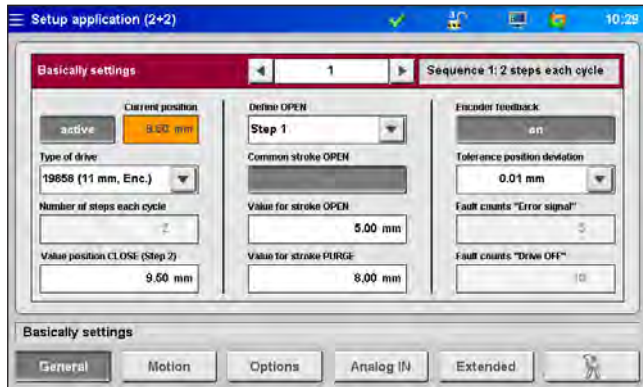 Setup application (2+2)
10:29
Basically settings
1
Sequence 1: 2 steps each cycle
Current position
active
9.50 mm
Type of drive
19858 (11 mm, Enc.)
Number of steps each cycle
2
Value position CLOSE (Step 2)
9.50 mm
Define OPEN
Step 1
Common stroke OPEN
Value for stroke OPEN
5.00 mm
Value for stroke PURGE
8.00 mm
Encoder feedback
on
Tolerance position deviation
0.01 mm
Fault counts "Error signal"
5
Fault counts "Drive OFF"
10
Basically settings
General
Motion
Options
Analog IN
Extended